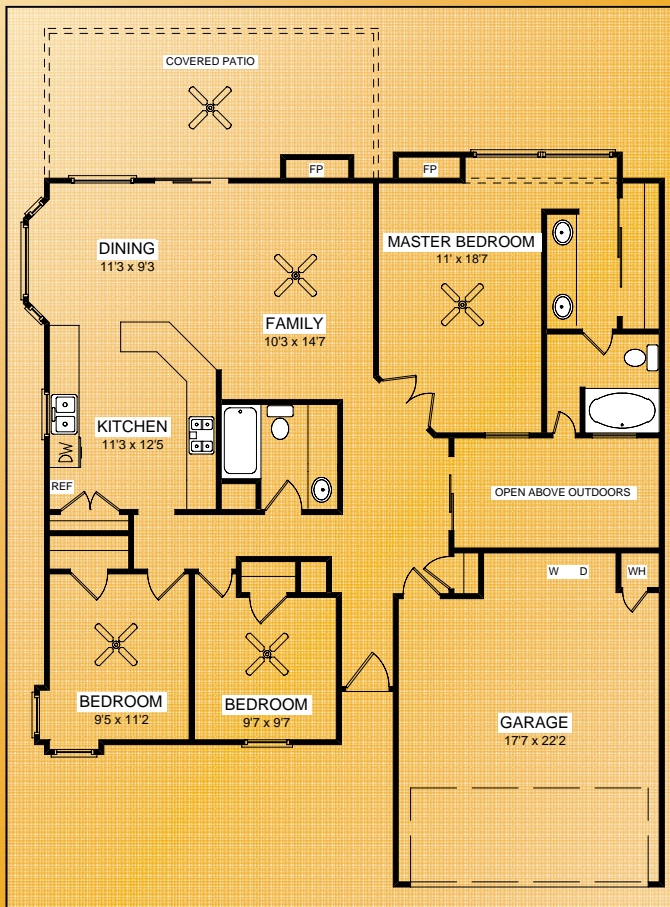 COVERED PATIO
FP
FP
DINING
11'3 x 9'3
MASTER BEDROOM
11' x 18'7
FAMILY
10'3 x 14'7
KITCHEN
11'3 x 12'5
DW
REF
OPEN ABOVE OUTDOORS
W D
WH
BEDROOM
9'5 x 11'2
BEDROOM
9'7 x 9'7
GARAGE
17'7 x 22'2